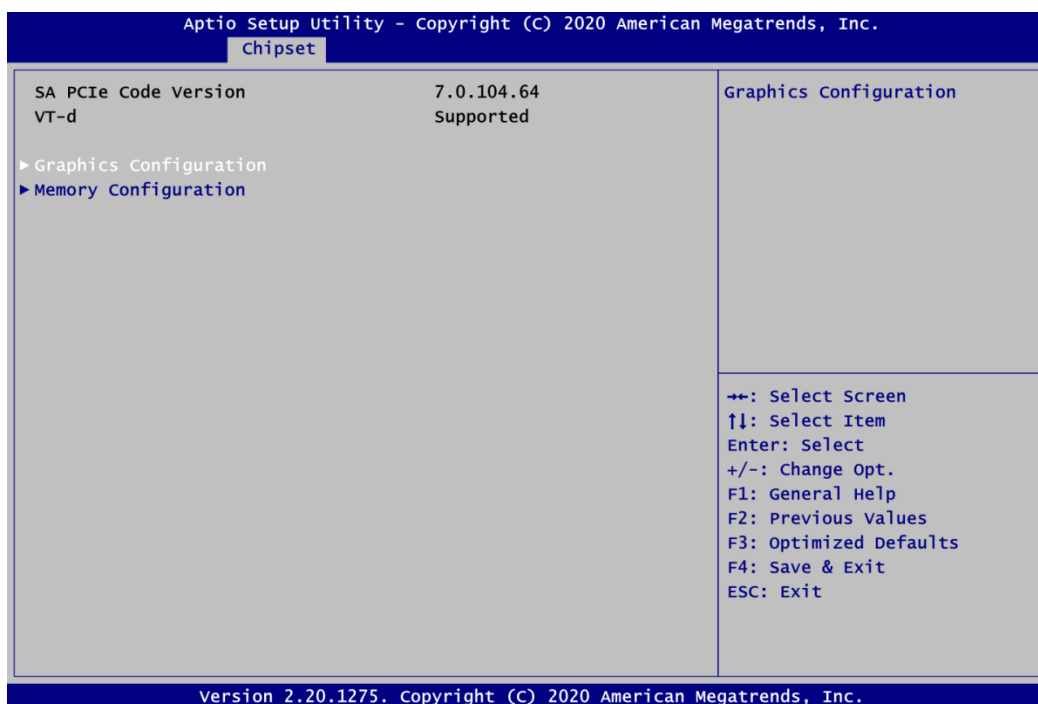 Aptio Setup Utility - Copyright (C) 2020 American Megatrends, Inc.
Chipset
SA PCIe Code Version 7.0.104.64
VT-d Supported
►Graphics Configuration
►Memory Configuration
Graphics Configuration
→←: Select Screen
↑↓: Select Item
Enter: Select
+/-: Change Opt.
F1: General Help
F2: Previous Values
F3: Optimized Defaults
F4: Save & Exit
ESC: Exit
Version 2.20.1275. Copyright (C) 2020 American Megatrends, Inc.